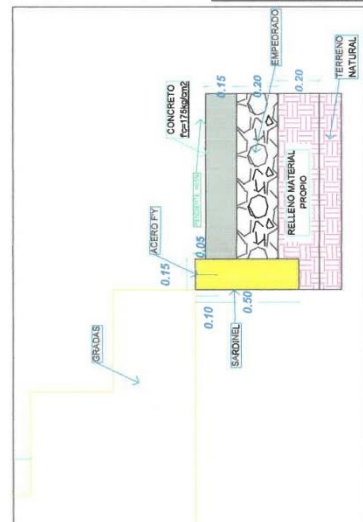 GRADAS
ACERO FY
CONCRETO
f'c=175kg/cm2
EMPEDRADO
TERRENO
NATURAL
0.15
0.20
0.20
0.15
0.05
RELLENO MATERIAL
PROPIO
0.10
0.50
SARDINEL